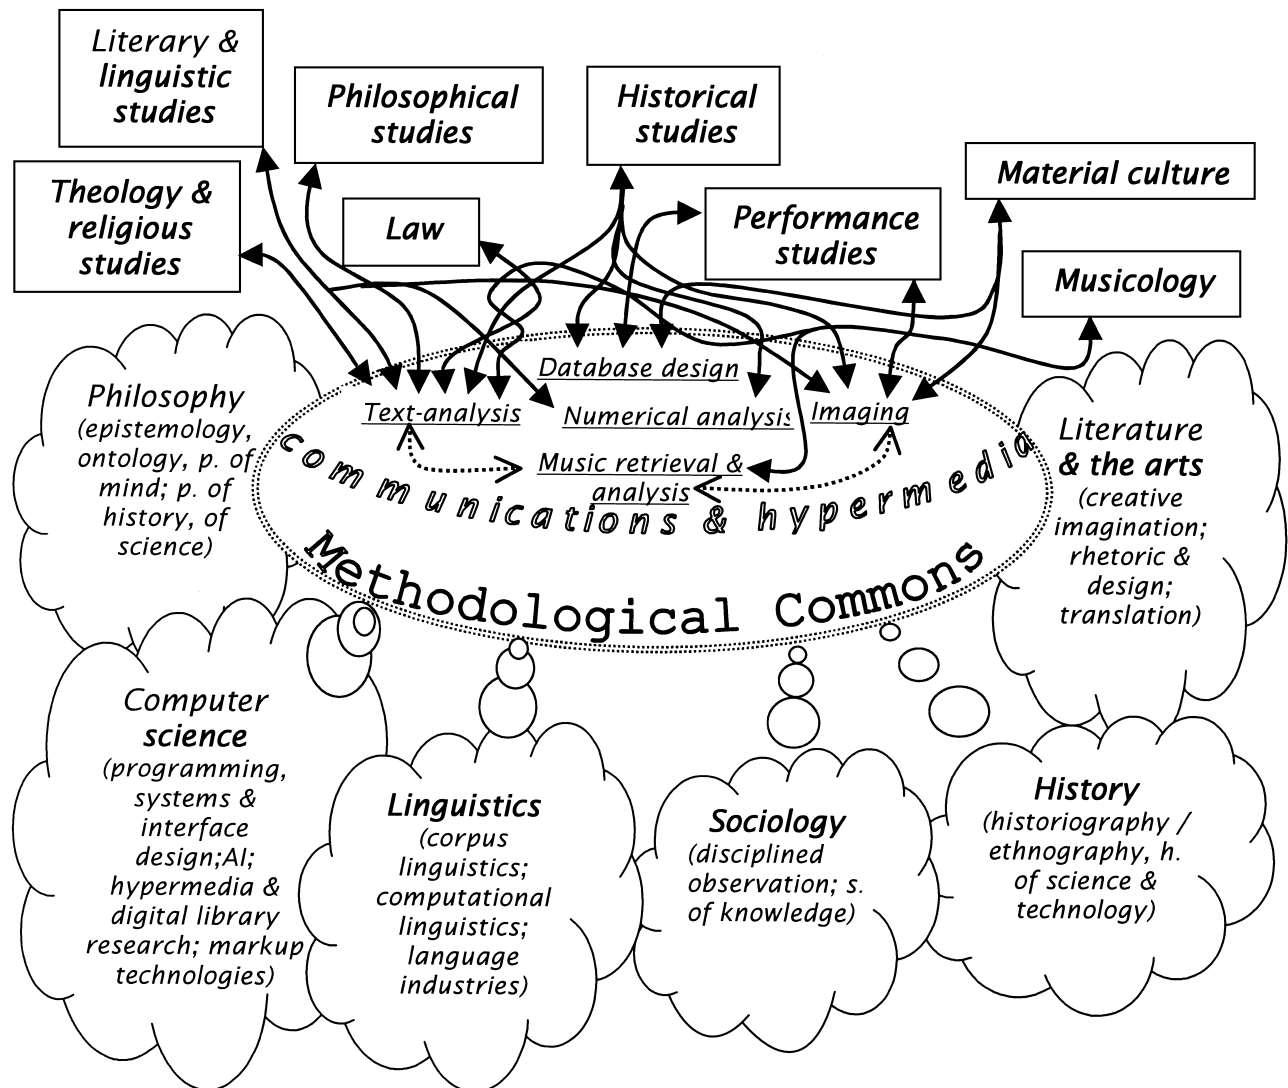 Literary &
linguistic
studies
Philosophical
studies
Historical
studies
Material culture
Theology &
religious
studies
Law
Performance
studies
Musicology
Database design
Text-analysis
Numerical analysis
Imaging
Music retrieval &
analysis
communications & hypermedia
Methodological Commons
Philosophy
(epistemology,
ontology, p. of
mind; p. of
history, of
science)
Literature
& the arts
(creative
imagination;
rhetoric &
design;
translation)
Computer
science
(programming,
systems &
interface
design;AI;
hypermedia &
digital library
research; markup
technologies)
Linguistics
(corpus
linguistics;
computational
linguistics;
language
industries)
Sociology
(disciplined
observation; s.
of knowledge)
History
(historiography /
ethnography, h.
of science &
technology)